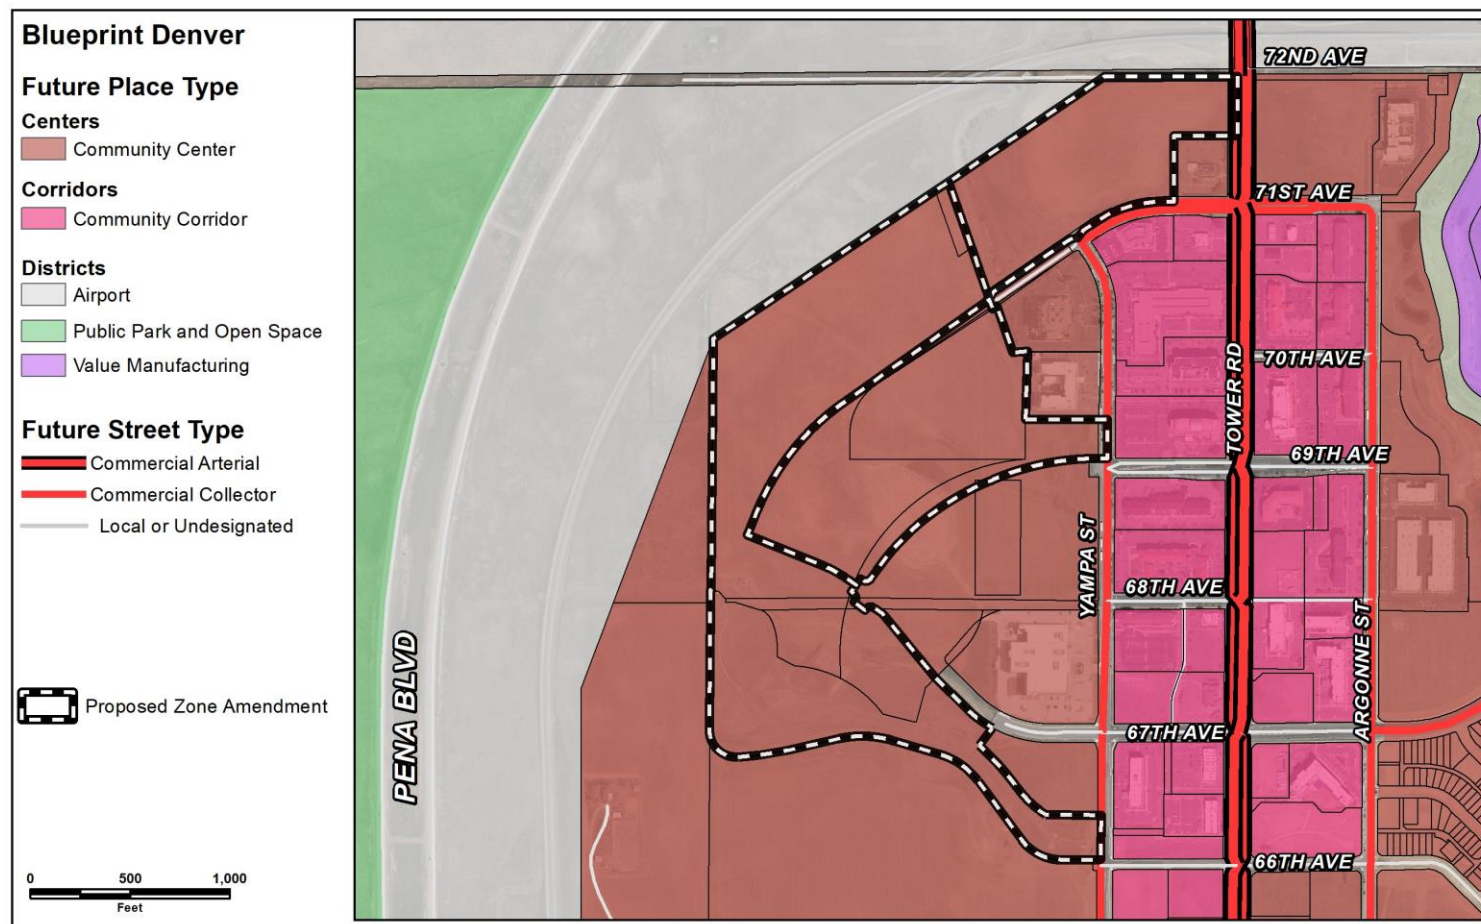 Blueprint Denver
Future Place Type
Centers
Community Center
Corridors
Community Corridor
Districts
Airport
Public Park and Open Space
Value Manufacturing
Future Street Type
Commercial Arterial
Commercial Collector
Local or Undesignated
Proposed Zone Amendment
0 500 1,000
Feet
72ND AVE
71ST AVE
70TH AVE
TOWER RD
69TH AVE
YAMPA ST
68TH AVE
ARGONNE ST
PENA BLVD
67TH AVE
66TH AVE